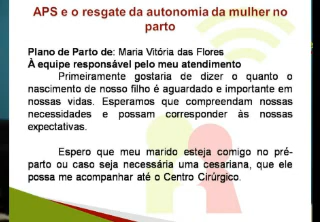 APS e o resgate da autonomia da mulher no
parto
Plano de Parto de: Maria Vitória das Flores
À equipe responsável pelo meu atendimento
Primeiramente gostaria de dizer o quanto o
nascimento de nosso filho é aguardado e importante em
nossas vidas. Esperamos que compreendam nossas
necessidades e possam corresponder às nossas
expectativas.
Espero que meu marido esteja comigo no pré-
parto ou caso seja necessária uma cesariana, que ele
possa me acompanhar até o Centro Cirúrgico.